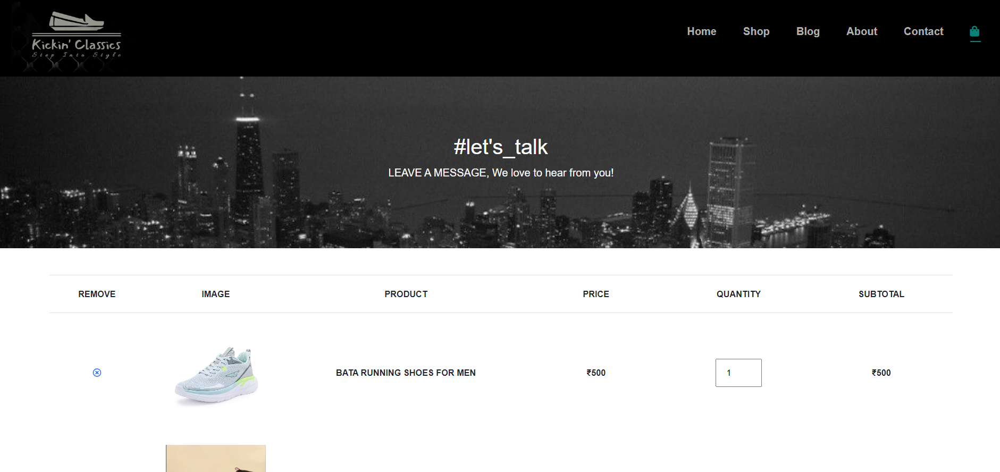 Kickin' Classics
Step Into Style
Home Shop Blog About Contact
#let's_talk
LEAVE A MESSAGE, We love to hear from you!
REMOVE IMAGE PRODUCT PRICE QUANTITY SUBTOTAL
BATA RUNNING SHOES FOR MEN ₹500 1 ₹500